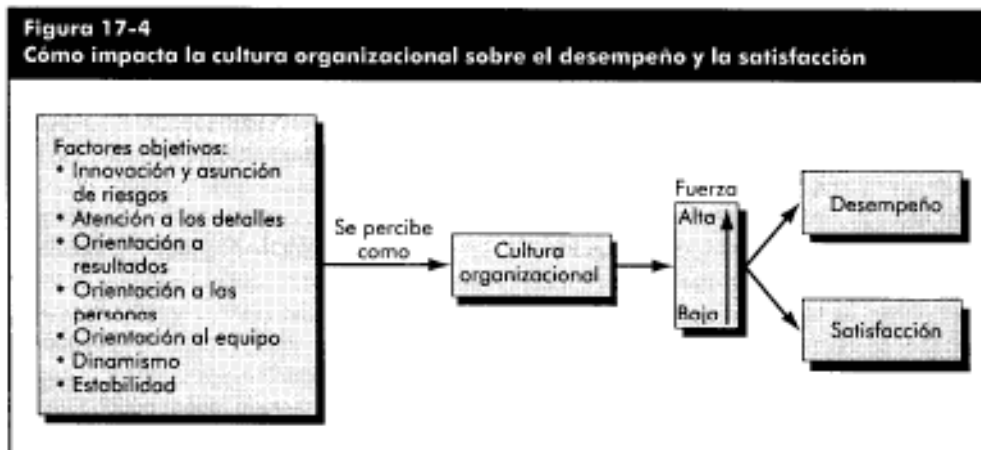 Figura 17-4
Cómo impacta la cultura organizacional sobre el desempeño y la satisfacción
Factores objetivos:
• Innovación y asunción
de riesgos
• Atención a los detalles
• Orientación a
resultados
• Orientación a las
personas
• Orientación al equipo
• Dinamismo
• Estabilidad
Se percibe
como
Cultura
organizacional
Fuerza
Alta
Baja
Desempeño
Satisfacción